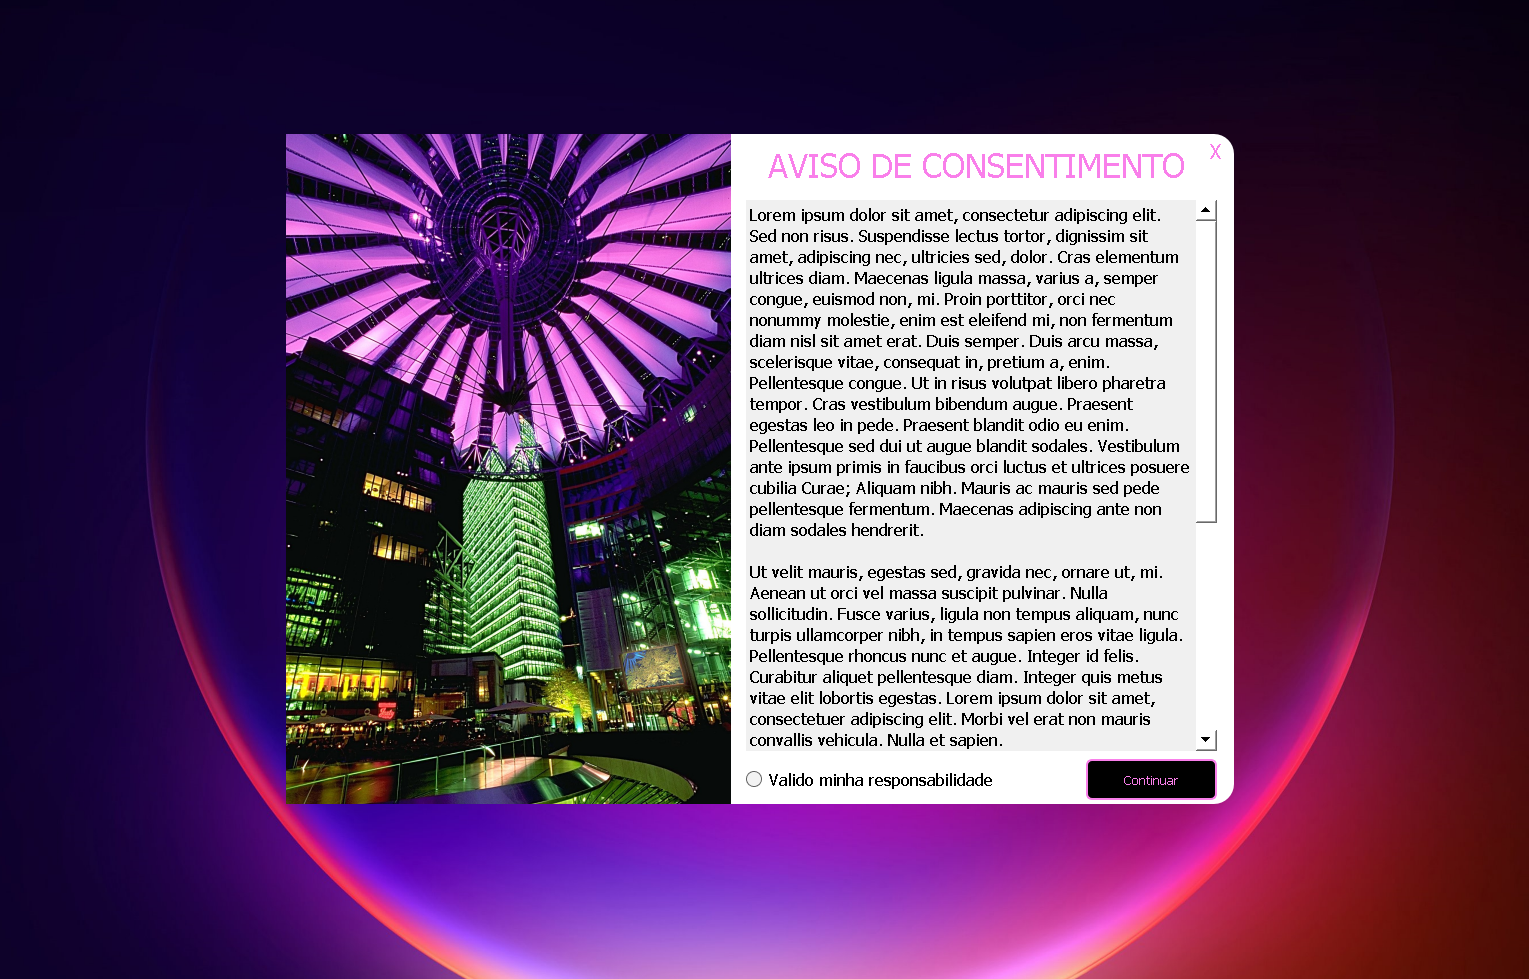 AVISO DE CONSENTIMENTO
X
Lorem ipsum dolor sit amet, consectetur adipiscing elit.
Sed non risus. Suspendisse lectus tortor, dignissim sit
amet, adipiscing nec, ultricies sed, dolor. Cras elementum
ultrices diam. Maecenas ligula massa, varius a, semper
congue, euismod non, mi. Proin porttitor, orci nec
nonummy molestie, enim est eleifend mi, non fermentum
diam nisl sit amet erat. Duis semper. Duis arcu massa,
scelerisque vitae, consequat in, pretium a, enim.
Pellentesque congue. Ut in risus volutpat libero pharetra
tempor. Cras vestibulum bibendum augue. Praesent
egestas leo in pede. Praesent blandit odio eu enim.
Pellentesque sed dui ut augue blandit sodales. Vestibulum
ante ipsum primis in faucibus orci luctus et ultrices posuere
cubilia Curae; Aliquam nibh. Mauris ac mauris sed pede
pellentesque fermentum. Maecenas adipiscing ante non
diam sodales hendrerit.
Ut velit mauris, egestas sed, gravida nec, ornare ut, mi.
Aenean ut orci vel massa suscipit pulvinar. Nulla
sollicitudin. Fusce varius, ligula non tempus aliquam, nunc
turpis ullamcorper nibh, in tempus sapien eros vitae ligula.
Pellentesque rhoncus nunc et augue. Integer id felis.
Curabitur aliquet pellentesque diam. Integer quis metus
vitae elit lobortis egestas. Lorem ipsum dolor sit amet,
consectetuer adipiscing elit. Morbi vel erat non mauris
convallis vehicula. Nulla et sapien.
Valido minha responsabilidade
Continuar